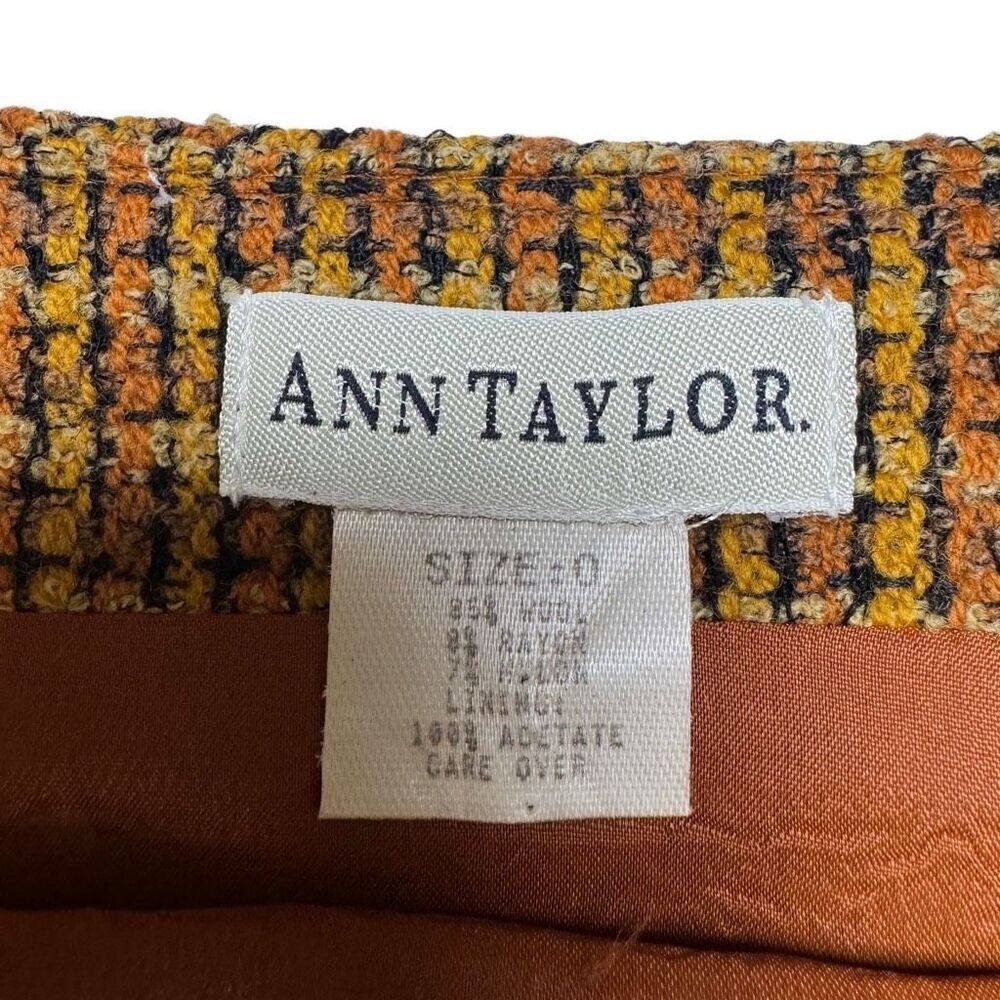 ANN TAYLOR.
SIZE: 0
85% WOOL
8% RAYON
7% NYLON
LINING:
100% ACETATE
CARE OVER